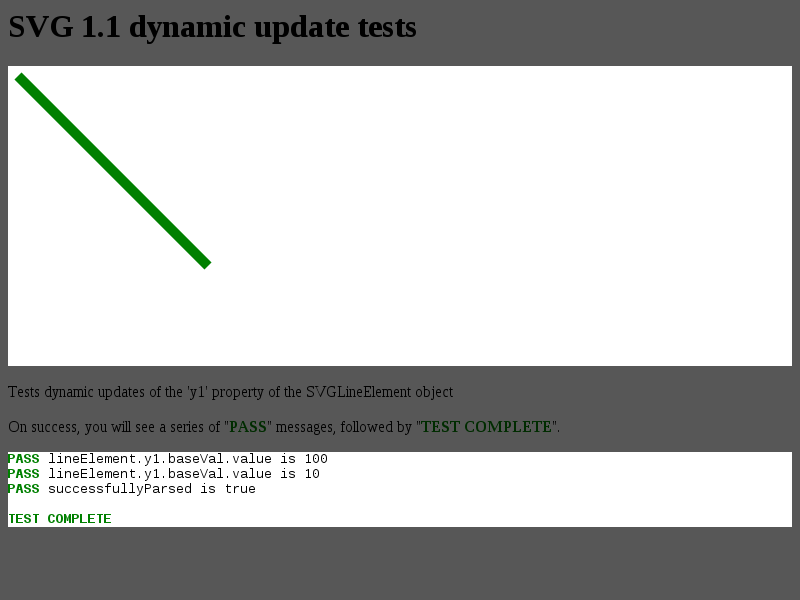 SVG 1.1 dynamic update tests
Tests dynamic updates of the 'y1' property of the SVGLineElement object
On success, you will see a series of "PASS" messages, followed by "TEST COMPLETE".
PASS lineElement.y1.baseVal.value is 100
PASS lineElement.y1.baseVal.value is 10
PASS successfullyParsed is true
TEST COMPLETE